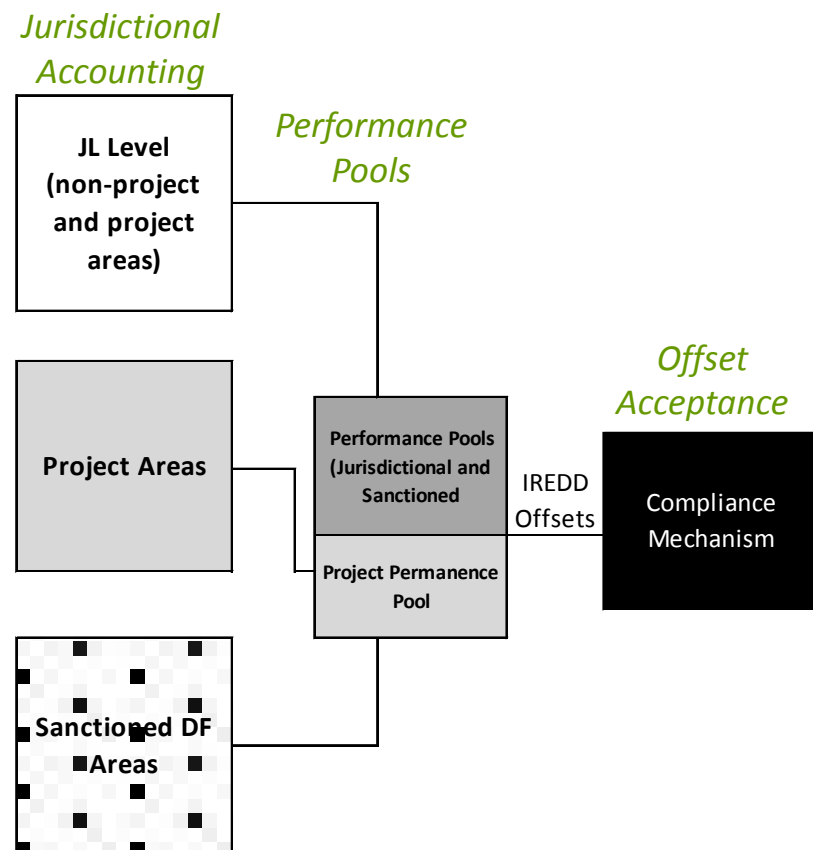 Jurisdictional
Accounting
JL Level
(non-project
and project
areas)
Performance
Pools
Project Areas
Sanctioned DF
Areas
Performance Pools
(Jurisdictional and
Sanctioned
Project Permanence
Pool
IREDD
Offsets
Offset
Acceptance
Compliance
Mechanism